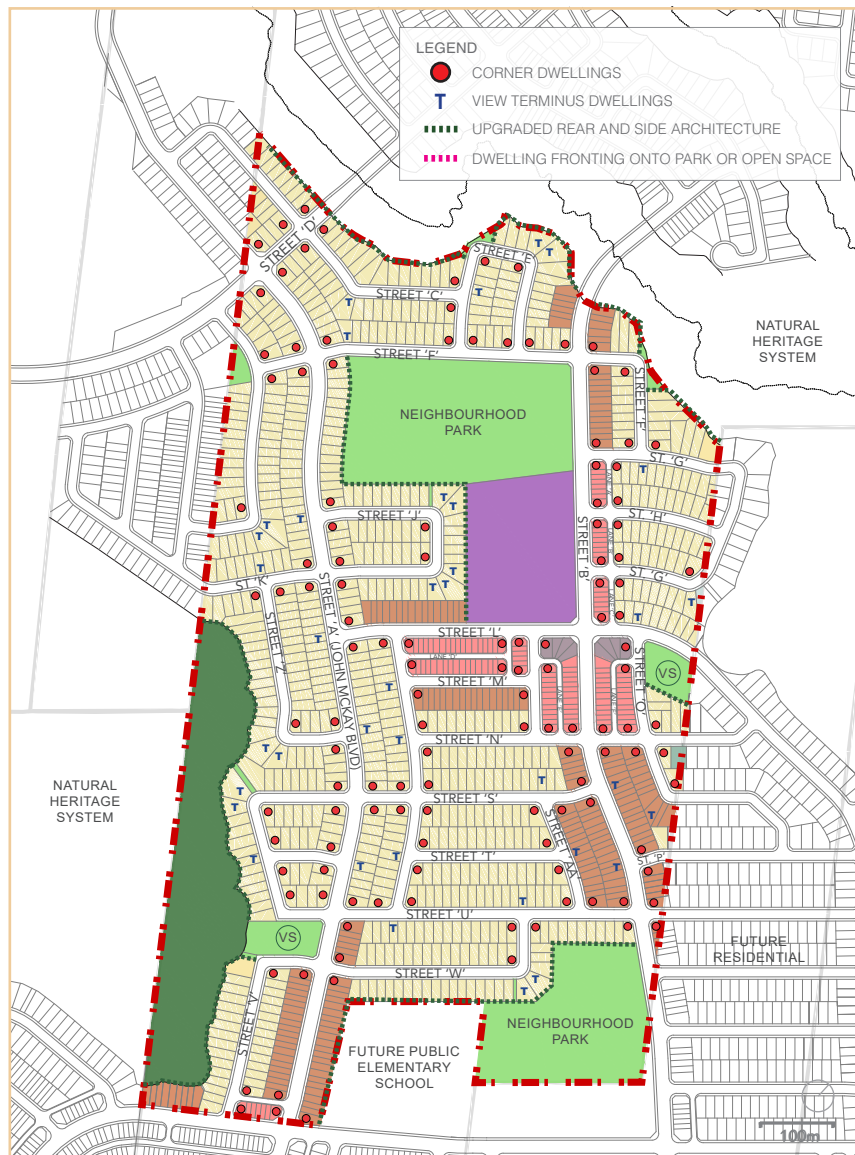 LEGEND
CORNER DWELLINGS
T VIEW TERMINUS DWELLINGS
UPGRADED REAR AND SIDE ARCHITECTURE
DWELLING FRONTING ONTO PARK OR OPEN SPACE
STREET 'D'
STREET 'E
STREET 'C'
STREET 'F'
NATURAL
HERITAGE
SYSTEM
STREET 'F'
NEIGHBOURHOOD
PARK
ST. 'G'
STREET 'J'
ST. 'H'
STREET 'B'
ST. 'G'
ST. 'K'
STREET 'A' (JOHN MCKAY BLVD)
STREET 'Z'
STREET 'L'
LANE 'D'
STREET 'M'
STREET 'O'
VS
STREET 'N'
NATURAL
HERITAGE
SYSTEM
STREET 'S'
STREET 'AA'
STREET 'T'
ST. 'P'
STREET 'U'
VS
FUTURE
RESIDENTIAL
STREET 'W'
STREET 'V'
NEIGHBOURHOOD
PARK
FUTURE PUBLIC
ELEMENTARY
SCHOOL
100m